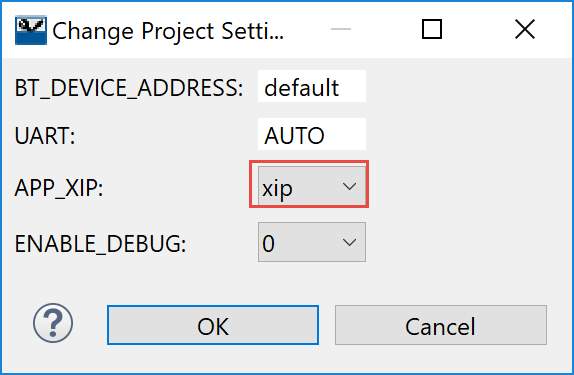 Change Project Setti...
BT_DEVICE_ADDRESS: default
UART: AUTO
APP_XIP: xip
ENABLE_DEBUG: 0
? OK Cancel